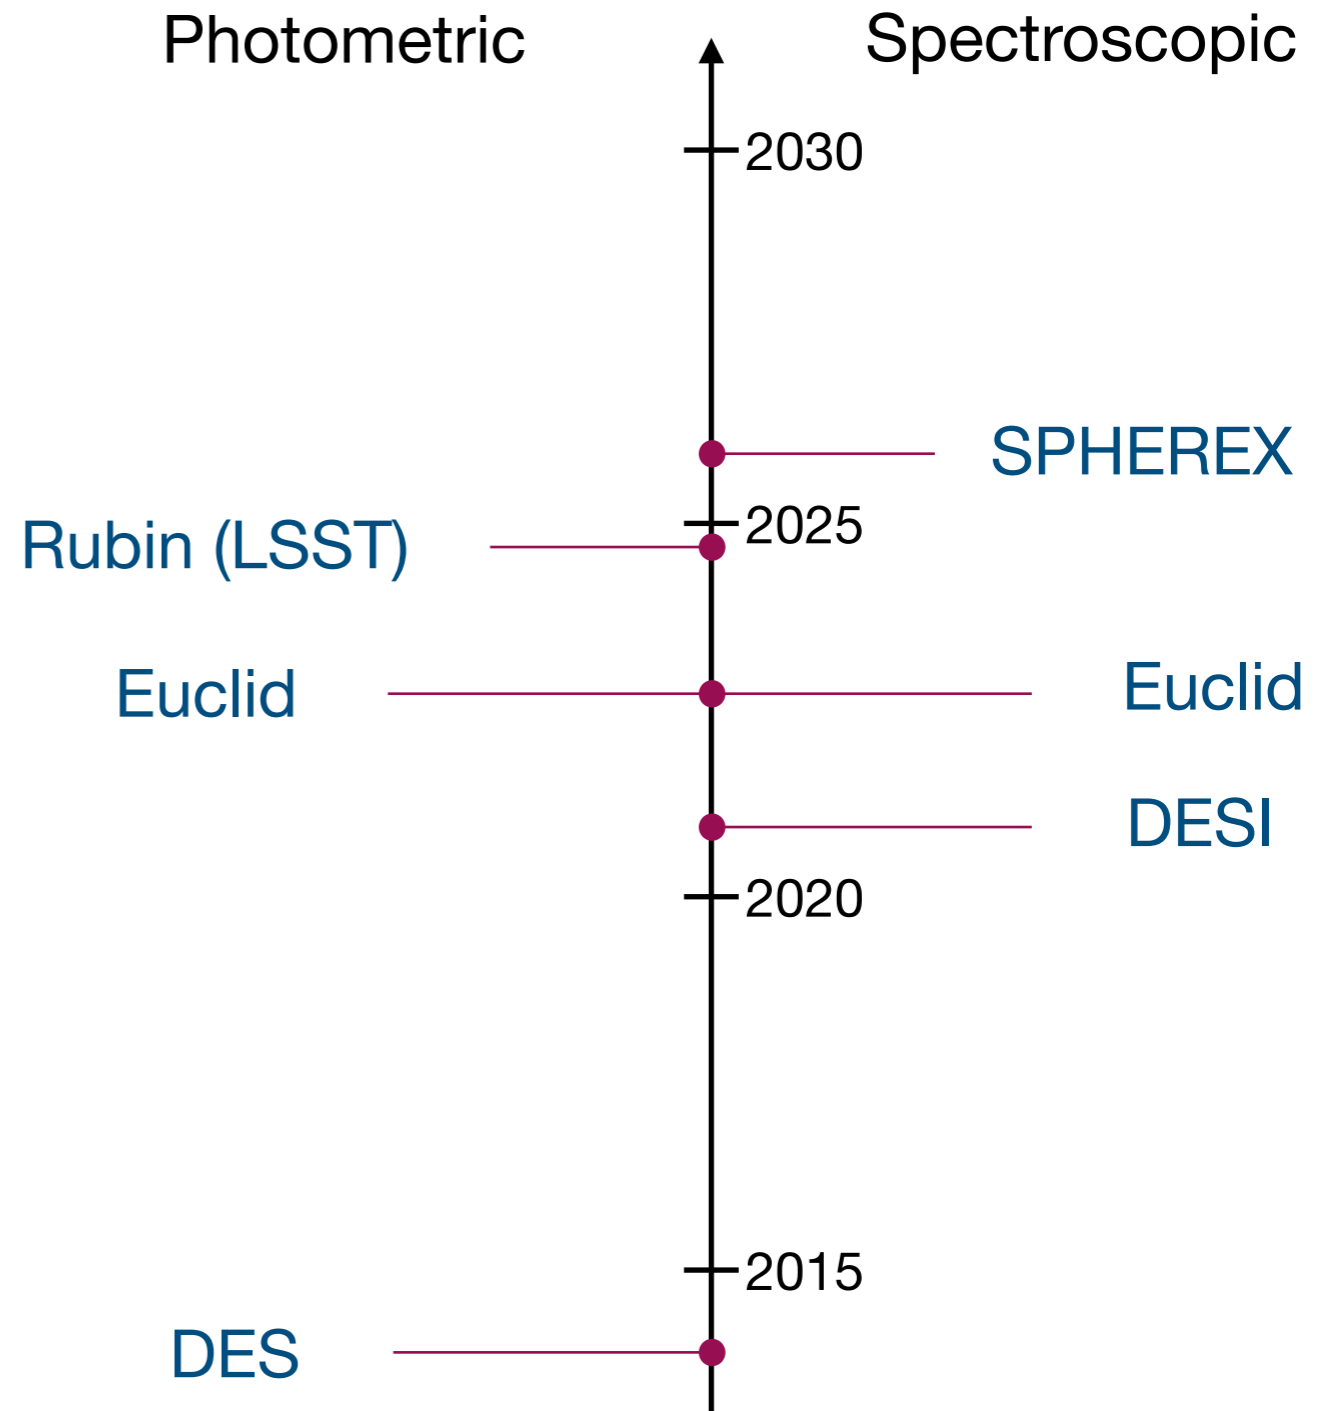 Photometric
Spectroscopic
2030
SPHEREX
2025
Rubin (LSST)
Euclid
Euclid
DESI
2020
2015
DES